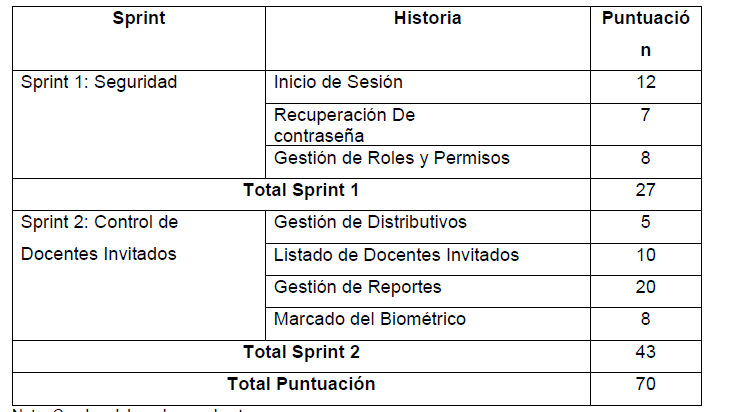 Sprint Historia Puntuació
n
Sprint 1: Seguridad Inicio de Sesión 12
Recuperación De 7
contraseña
Gestión de Roles y Permisos 8
Total Sprint 1 27
Sprint 2: Control de Gestión de Distributivos 5
Docentes Invitados Listado de Docentes Invitados 10
Gestión de Reportes 20
Marcado del Biométrico 8
Total Sprint 2 43
Total Puntuación 70